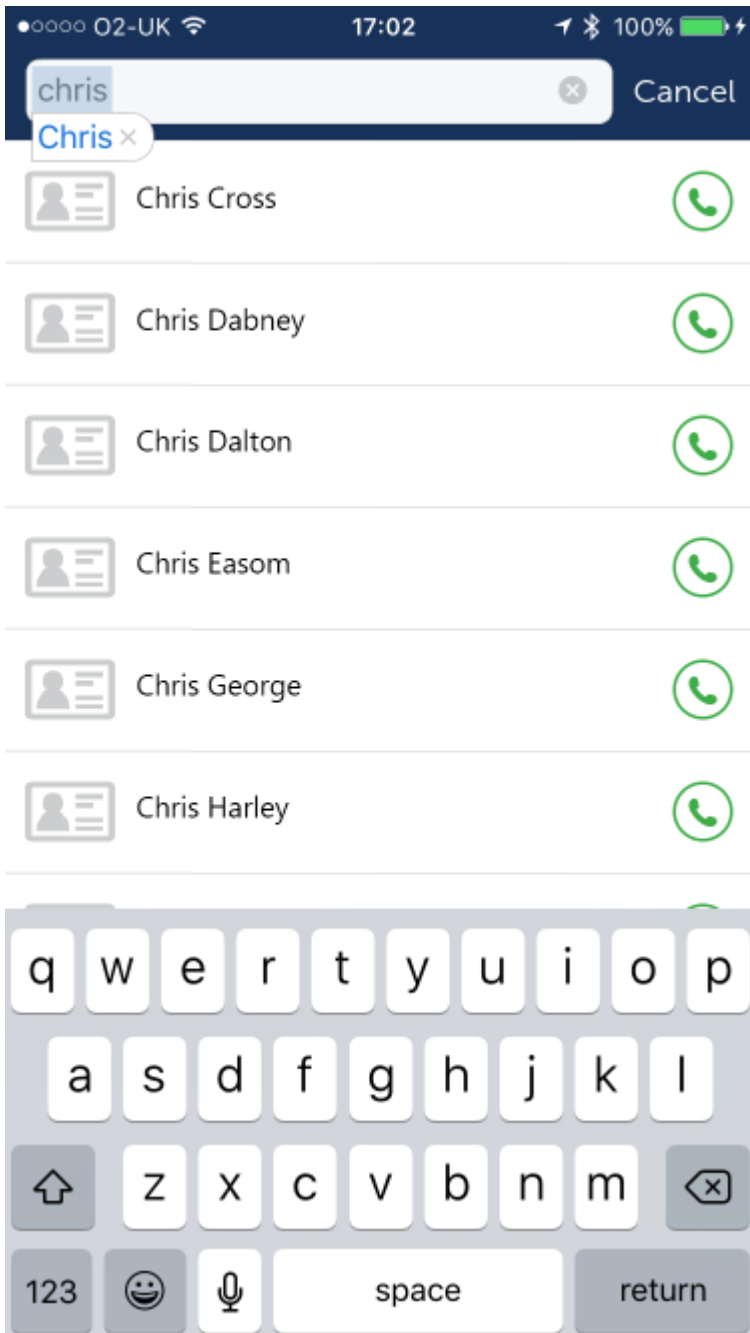 O2-UK 17:02 100%
chris Cancel
Chris
Chris Cross
Chris Dabney
Chris Dalton
Chris Easom
Chris George
Chris Harley
q w e r t y u i o p
a s d f g h j k l
z x c v b n m
123 space return